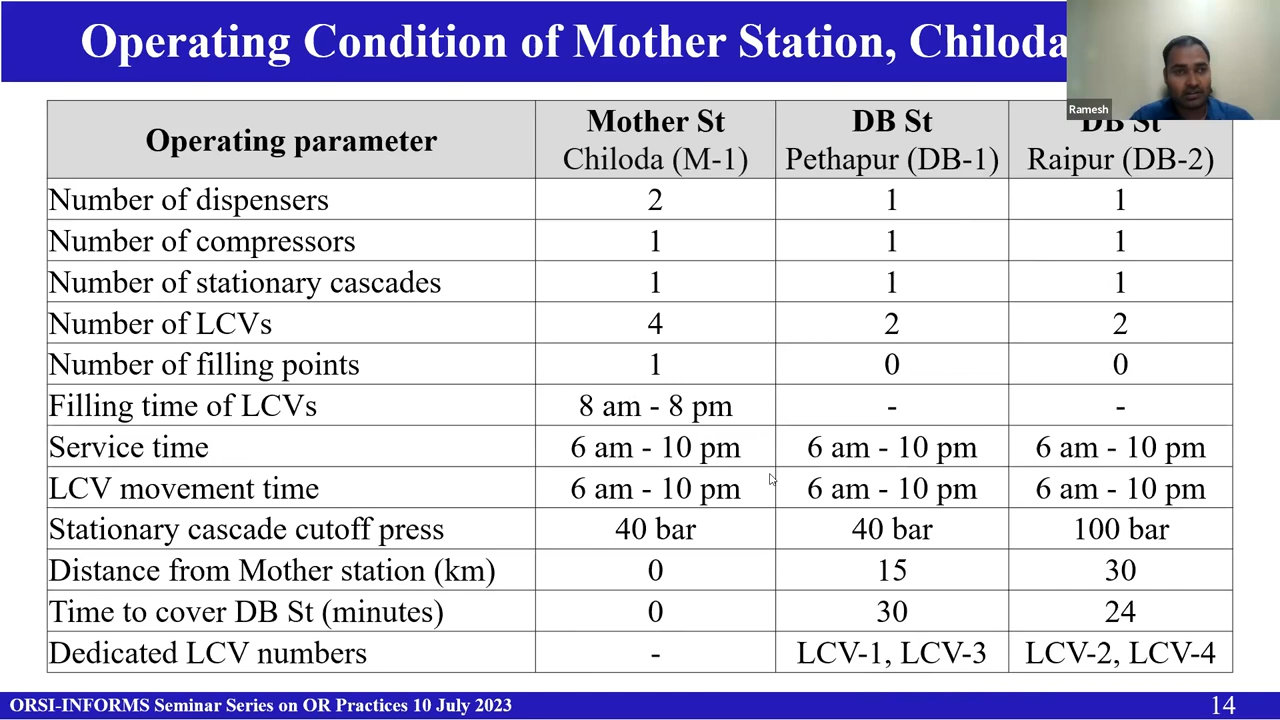 Operating Condition of Mother Station, Chiloda
Ramesh
Operating parameter
Mother St
Chiloda (M-1)
DB St
Pethapur (DB-1)
DB St
Raipur (DB-2)
Number of dispensers 2 1 1
Number of compressors 1 1 1
Number of stationary cascades 1 1 1
Number of LCVs 4 2 2
Number of filling points 1 0 0
Filling time of LCVs 8 am - 8 pm - -
Service time 6 am - 10 pm 6 am - 10 pm 6 am - 10 pm
LCV movement time 6 am - 10 pm 6 am - 10 pm 6 am - 10 pm
Stationary cascade cutoff press 40 bar 40 bar 100 bar
Distance from Mother station (km) 0 15 30
Time to cover DB St (minutes) 0 30 24
Dedicated LCV numbers - LCV-1, LCV-3 LCV-2, LCV-4
ORSI-INFORMS Seminar Series on OR Practices 10 July 2023 14